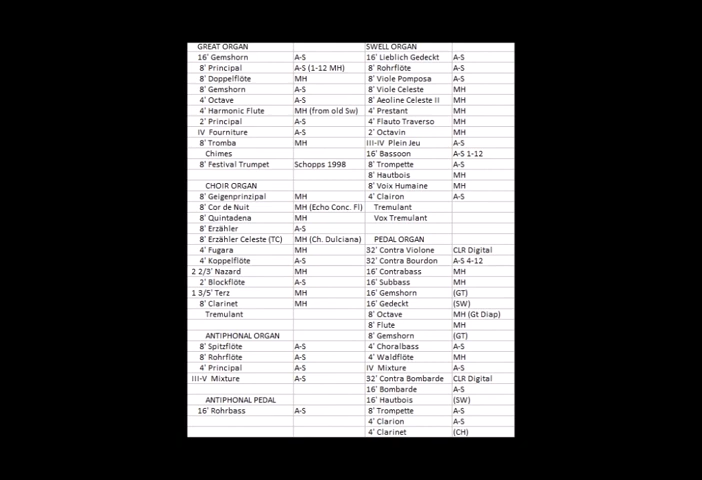 GREAT ORGAN
16' Gemshorn A-S
8' Principal A-S (1-12 MH)
8' Doppelflöte MH
8' Gemshorn A-S
4' Octave A-S
4' Harmonic Flute MH (from old Sw)
2' Principal A-S
IV Fourniture A-S
8' Tromba MH
Chimes
8' Festival Trumpet Schopps 1998
CHOIR ORGAN
8' Geigenprinzipal MH
8' Cor de Nuit MH (Echo Conc. Fl)
8' Quintadena MH
8' Erzähler A-S
8' Erzähler Celeste (TC) MH (Ch. Dulciana)
4' Fugara MH
4' Koppelflöte A-S
2 2/3' Nazard MH
2' Blockflöte A-S
1 3/5' Terz MH
8' Clarinet MH
Tremulant
ANTIPHONAL ORGAN
8' Spitzflöte A-S
8' Rohrflöte A-S
4' Principal A-S
III-V Mixture A-S
ANTIPHONAL PEDAL
16' Rohrbass A-S
SWELL ORGAN
16' Lieblich Gedeckt A-S
8' Rohrflöte A-S
8' Viole Pomposa A-S
8' Viole Celeste MH
8' Aeoline Celeste II MH
4' Prestant MH
4' Flauto Traverso MH
2' Octavin MH
III-IV Plein Jeu A-S
16' Bassoon A-S 1-12
8' Trompette A-S
8' Hautbois MH
8' Voix Humaine MH
4' Clairon A-S
Tremulant
Vox Tremulant
PEDAL ORGAN
32' Contra Violone CLR Digital
32' Contra Bourdon A-S 4-12
16' Contrabass MH
16' Subbass MH
16' Gemshorn (GT)
16' Gedeckt (SW)
8' Octave MH (Gt Diap)
8' Flute MH
8' Gemshorn (GT)
4' Choralbass A-S
4' Waldflöte MH
IV Mixture A-S
32' Contra Bombarde CLR Digital
16' Bombarde A-S
16' Hautbois (SW)
8' Trompette A-S
4' Clarion A-S
4' Clarinet (CH)